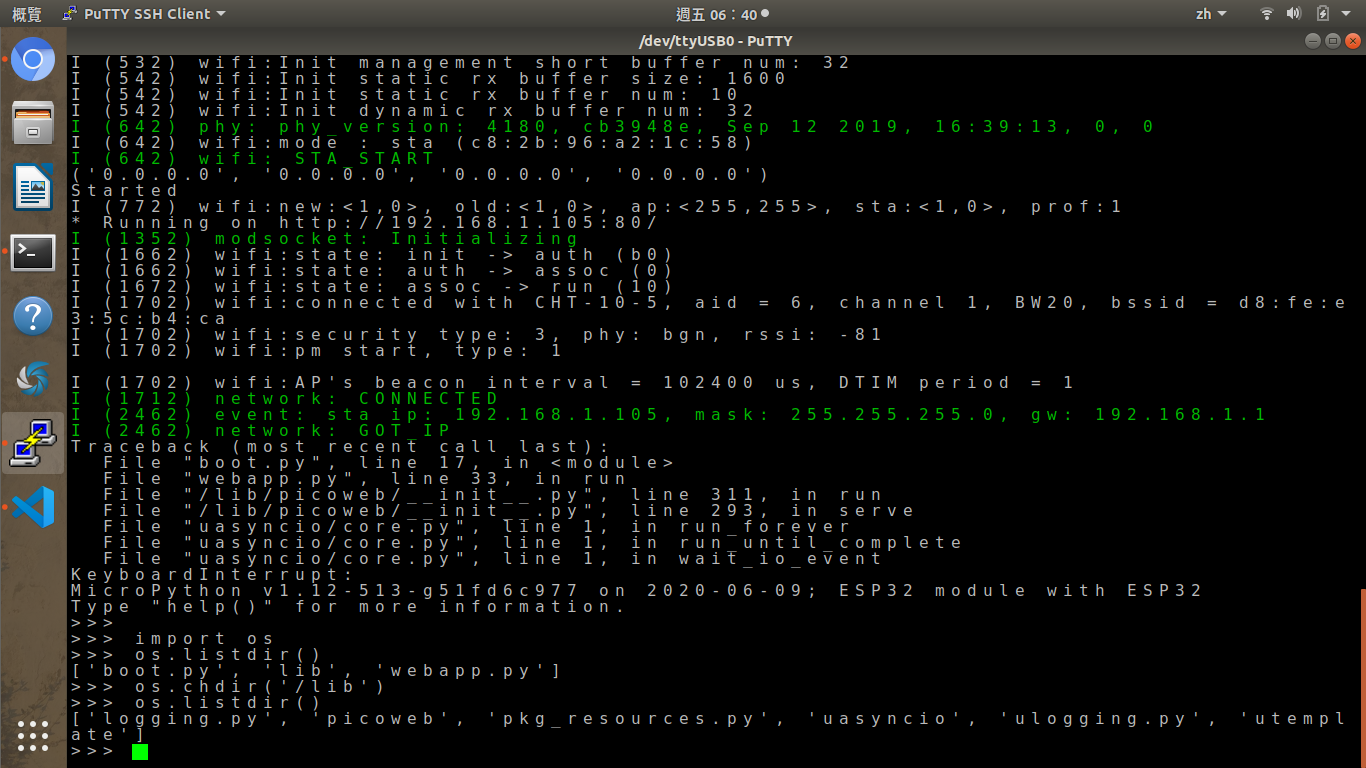 概覽 PuTTY SSH Client 週五 06：40 zh
/dev/ttyUSB0 - PuTTY
I (532) wifi:Init management short buffer num: 32
I (542) wifi:Init static rx buffer size: 1600
I (542) wifi:Init static rx buffer num: 10
I (542) wifi:Init dynamic rx buffer num: 32
I (642) phy: phy_version: 4180, cb3948e, Sep 12 2019, 16:39:13, 0, 0
I (642) wifi:mode : sta (c8:2b:96:a2:1c:58)
I (642) wifi: STA_START
('0.0.0.0', '0.0.0.0', '0.0.0.0', '0.0.0.0')
Started
I (772) wifi:new:<1,0>, old:<1,0>, ap:<255,255>, sta:<1,0>, prof:1
* Running on http://192.168.1.105:80/
I (1352) modsocket: Initializing
I (1662) wifi:state: init -> auth (b0)
I (1662) wifi:state: auth -> assoc (0)
I (1672) wifi:state: assoc -> run (10)
I (1702) wifi:connected with CHT-10-5, aid = 6, channel 1, BW20, bssid = d8:fe:e
3:5c:b4:ca
I (1702) wifi:security type: 3, phy: bgn, rssi: -81
I (1702) wifi:pm start, type: 1
I (1702) wifi:AP's beacon interval = 102400 us, DTIM period = 1
I (1712) network: CONNECTED
I (2462) event: sta ip: 192.168.1.105, mask: 255.255.255.0, gw: 192.168.1.1
I (2462) network: GOT_IP
Traceback (most recent call last):
File "boot.py", line 17, in <module>
File "webapp.py", line 33, in run
File "/lib/picoweb/__init__.py", line 311, in run
File "/lib/picoweb/__init__.py", line 293, in serve
File "uasyncio/core.py", line 1, in run_forever
File "uasyncio/core.py", line 1, in run_until_complete
File "uasyncio/core.py", line 1, in wait_io_event
KeyboardInterrupt:
MicroPython v1.12-513-g51fd6c977 on 2020-06-09; ESP32 module with ESP32
Type "help()" for more information.
>>>
>>> import os
>>> os.listdir()
['boot.py', 'lib', 'webapp.py']
>>> os.chdir('/lib')
>>> os.listdir()
['logging.py', 'picoweb', 'pkg_resources.py', 'uasyncio', 'ulogging.py', 'utempl
ate']
>>>